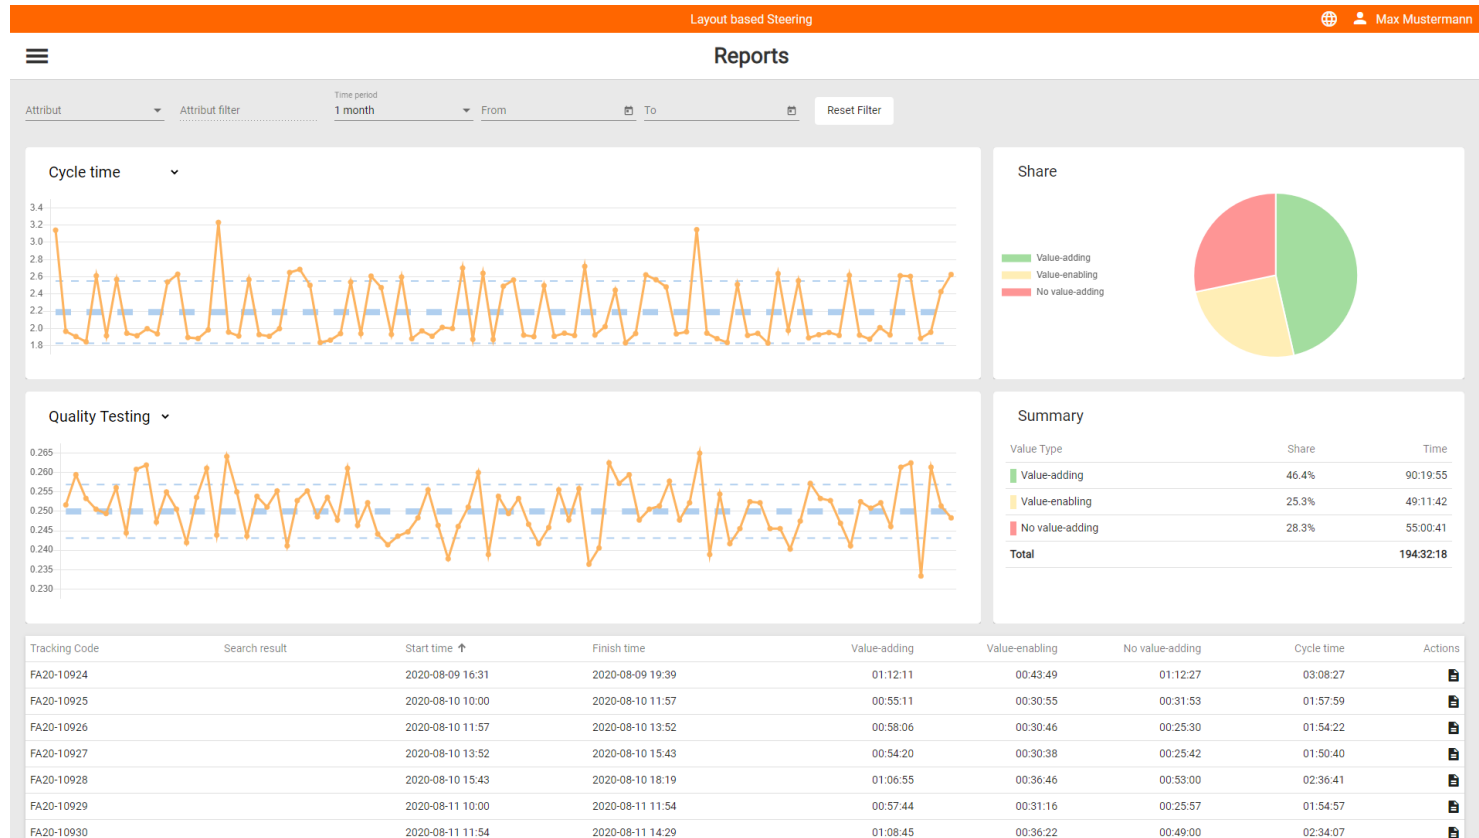 Layout based Steering
Max Mustermann
Reports
Attribut
Attribut filter
Time period
1 month
From
To
Reset Filter
Cycle time
3.4
3.2
3.0
2.8
2.6
2.4
2.2
2.0
1.8
Share
Value-adding
Value-enabling
No value-adding
Quality Testing
0.265
0.260
0.255
0.250
0.245
0.240
0.235
0.230
Summary
Value Type Share Time
Value-adding 46.4% 90:19:55
Value-enabling 25.3% 49:11:42
No value-adding 28.3% 55:00:41
Total 194:32:18
Tracking Code Search result Start time Finish time Value-adding Value-enabling No value-adding Cycle time Actions
FA20-10924 2020-08-09 16:31 2020-08-09 19:39 01:12:11 00:43:49 01:12:27 03:08:27
FA20-10925 2020-08-10 10:00 2020-08-10 11:57 00:55:11 00:30:55 00:31:53 01:57:59
FA20-10926 2020-08-10 11:57 2020-08-10 13:52 00:58:06 00:30:46 00:25:30 01:54:22
FA20-10927 2020-08-10 13:52 2020-08-10 15:43 00:54:20 00:30:38 00:25:42 01:50:40
FA20-10928 2020-08-10 15:43 2020-08-10 18:19 01:06:55 00:36:46 00:53:00 02:36:41
FA20-10929 2020-08-11 10:00 2020-08-11 11:54 00:57:44 00:31:16 00:25:57 01:54:57
FA20-10930 2020-08-11 11:54 2020-08-11 14:29 01:08:45 00:36:22 00:49:00 02:34:07